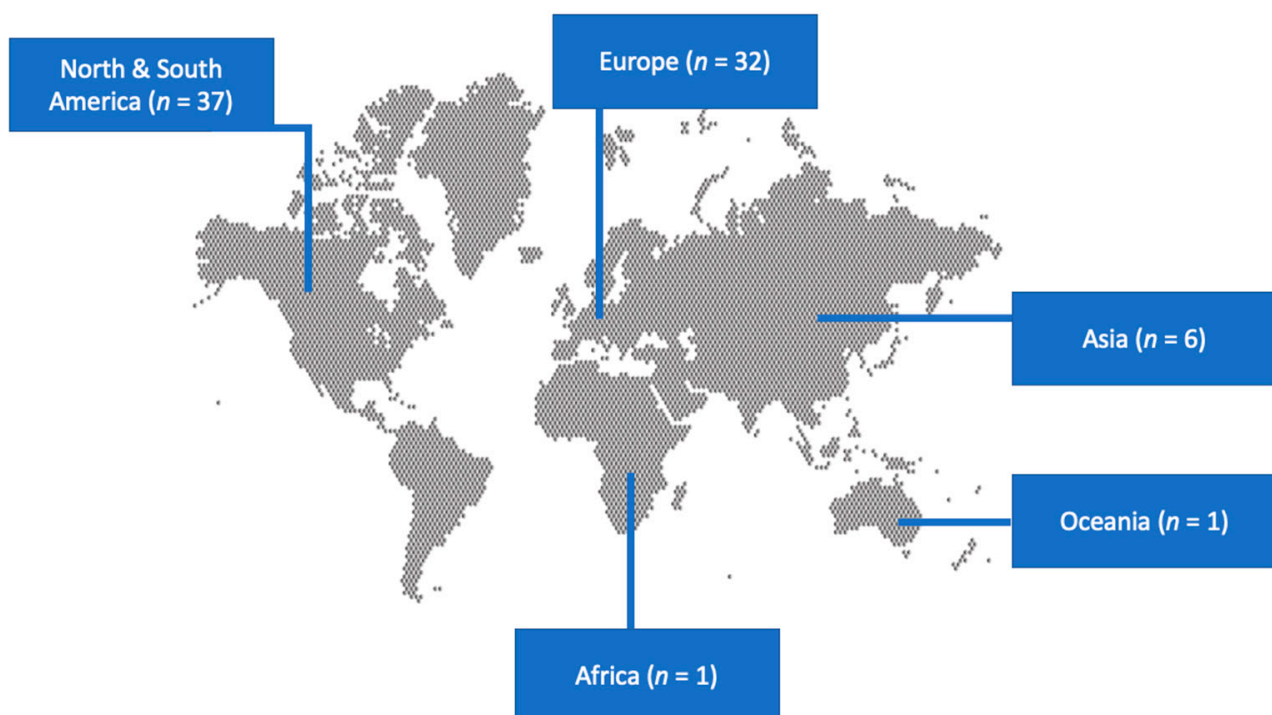 North & South
America (n = 37)
Europe (n = 32)
Asia (n = 6)
Oceania (n = 1)
Africa (n = 1)